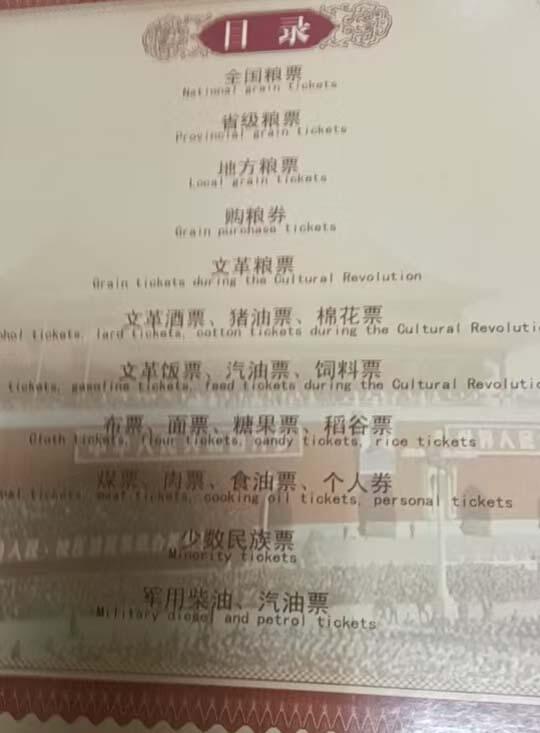 目录
全国粮票
National grain tickets
省级粮票
Provincial grain tickets
地方粮票
Local grain tickets
购粮券
Grain purchase tickets
文革粮票
Grain tickets during the Cultural Revolution
文革酒票、猪油票、棉花票
tickets, lard tickets, cotton tickets during the Cultural
文革饭票、汽油票、饲料票
tickets, gasoline tickets, feed tickets during the Cultural
布票、面票、糖果票、稻谷票
Cloth tickets, flour tickets, candy tickets, rice tickets
煤票、肉票、食油票、个人券
tickets, meat tickets, cooking oil tickets, personal tickets
少数民族票
Minority tickets
军用柴油、汽油票
Military diesel and petrol tickets